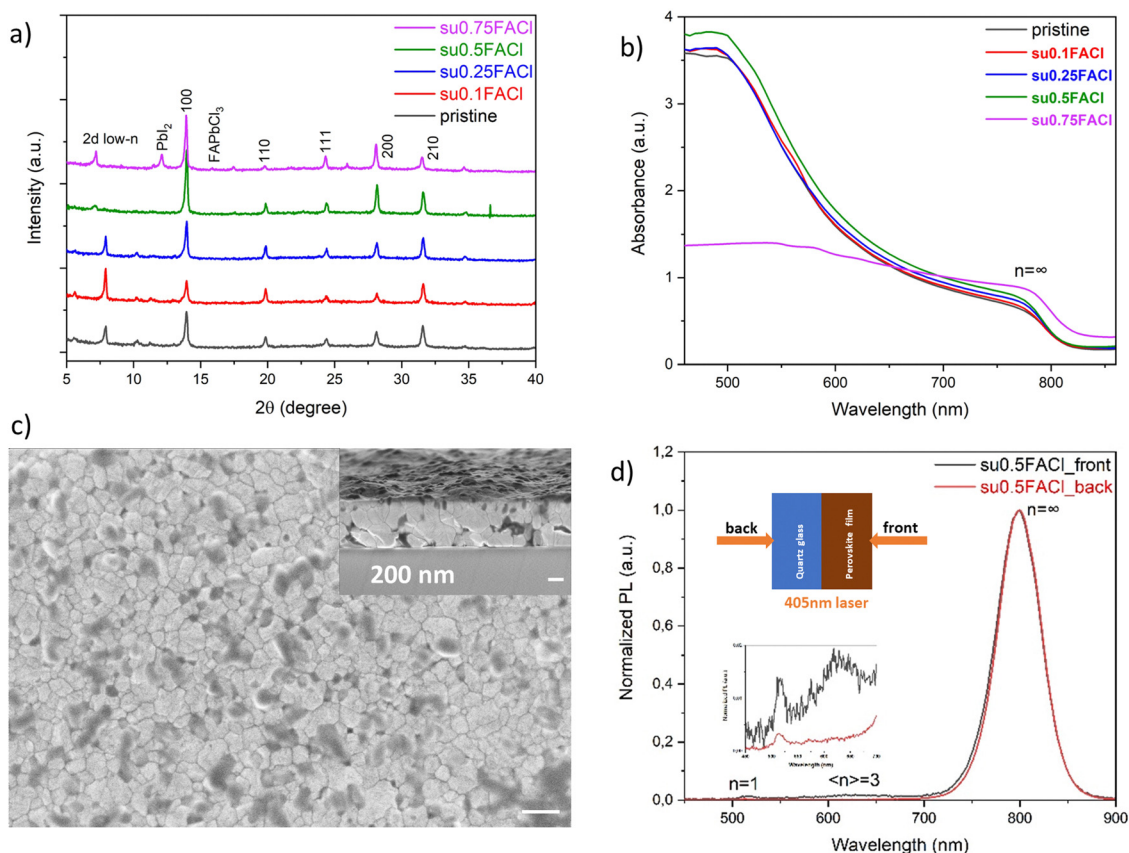 a)
su0.75FACl
su0.5FACl
su0.25FACl
su0.1FACl
pristine
2d low-n
PbI2
100
FAPbCl3
110
111
200
210
Intensity (a.u.)
5 10 15 20 25 30 35 40
2θ (degree)
b)
pristine
su0.1FACl
su0.25FACl
su0.5FACl
su0.75FACl
n=∞
Absorbance (a.u.)
4
3
2
1
0
500 600 700 800
Wavelength (nm)
c)
200 nm
d)
su0.5FACl_front
su0.5FACl_back
n=∞
back
Quartz glass
Perovskite film
front
405nm laser
Wavelength (nm)
n=1
<n>=3
Normalized PL (a.u.)
1,2
1,0
0,8
0,6
0,4
0,2
0,0
500 600 700 800 900
Wavelength (nm)